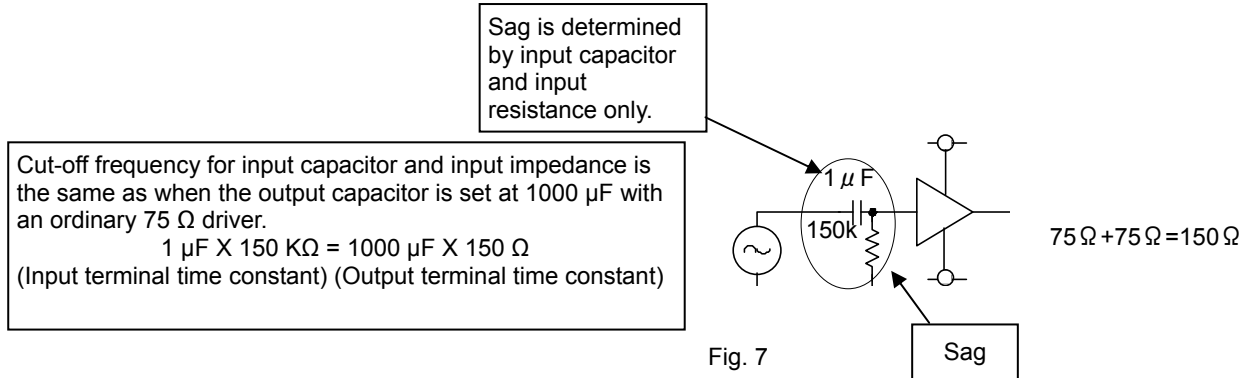 Sag is determined
by input capacitor
and input
resistance only.
Cut-off frequency for input capacitor and input impedance is
the same as when the output capacitor is set at 1000 µF with
an ordinary 75 Ω driver.
1 µF X 150 KΩ = 1000 µF X 150 Ω
(Input terminal time constant) (Output terminal time constant)
1 μ F
150k
75Ω+75Ω=150Ω
Fig. 7
Sag